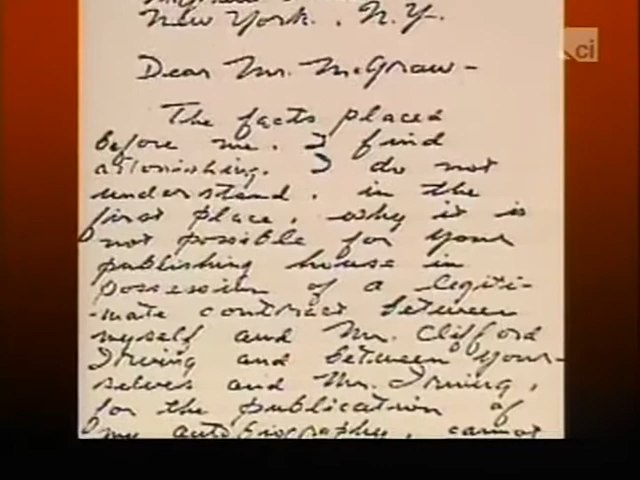 New York, N.Y.
ci
Dear Mr. McGraw -
The facts placed
before me, I find
astonishing. I do not
understand, in the
first place, why it is
not possible for your
publishing house in
possession of a legiti-
-mate contract between
myself and Mr. Clifford
Irving and between your-
selves and Mr. Irving,
for the publication of
my autobiography, cannot